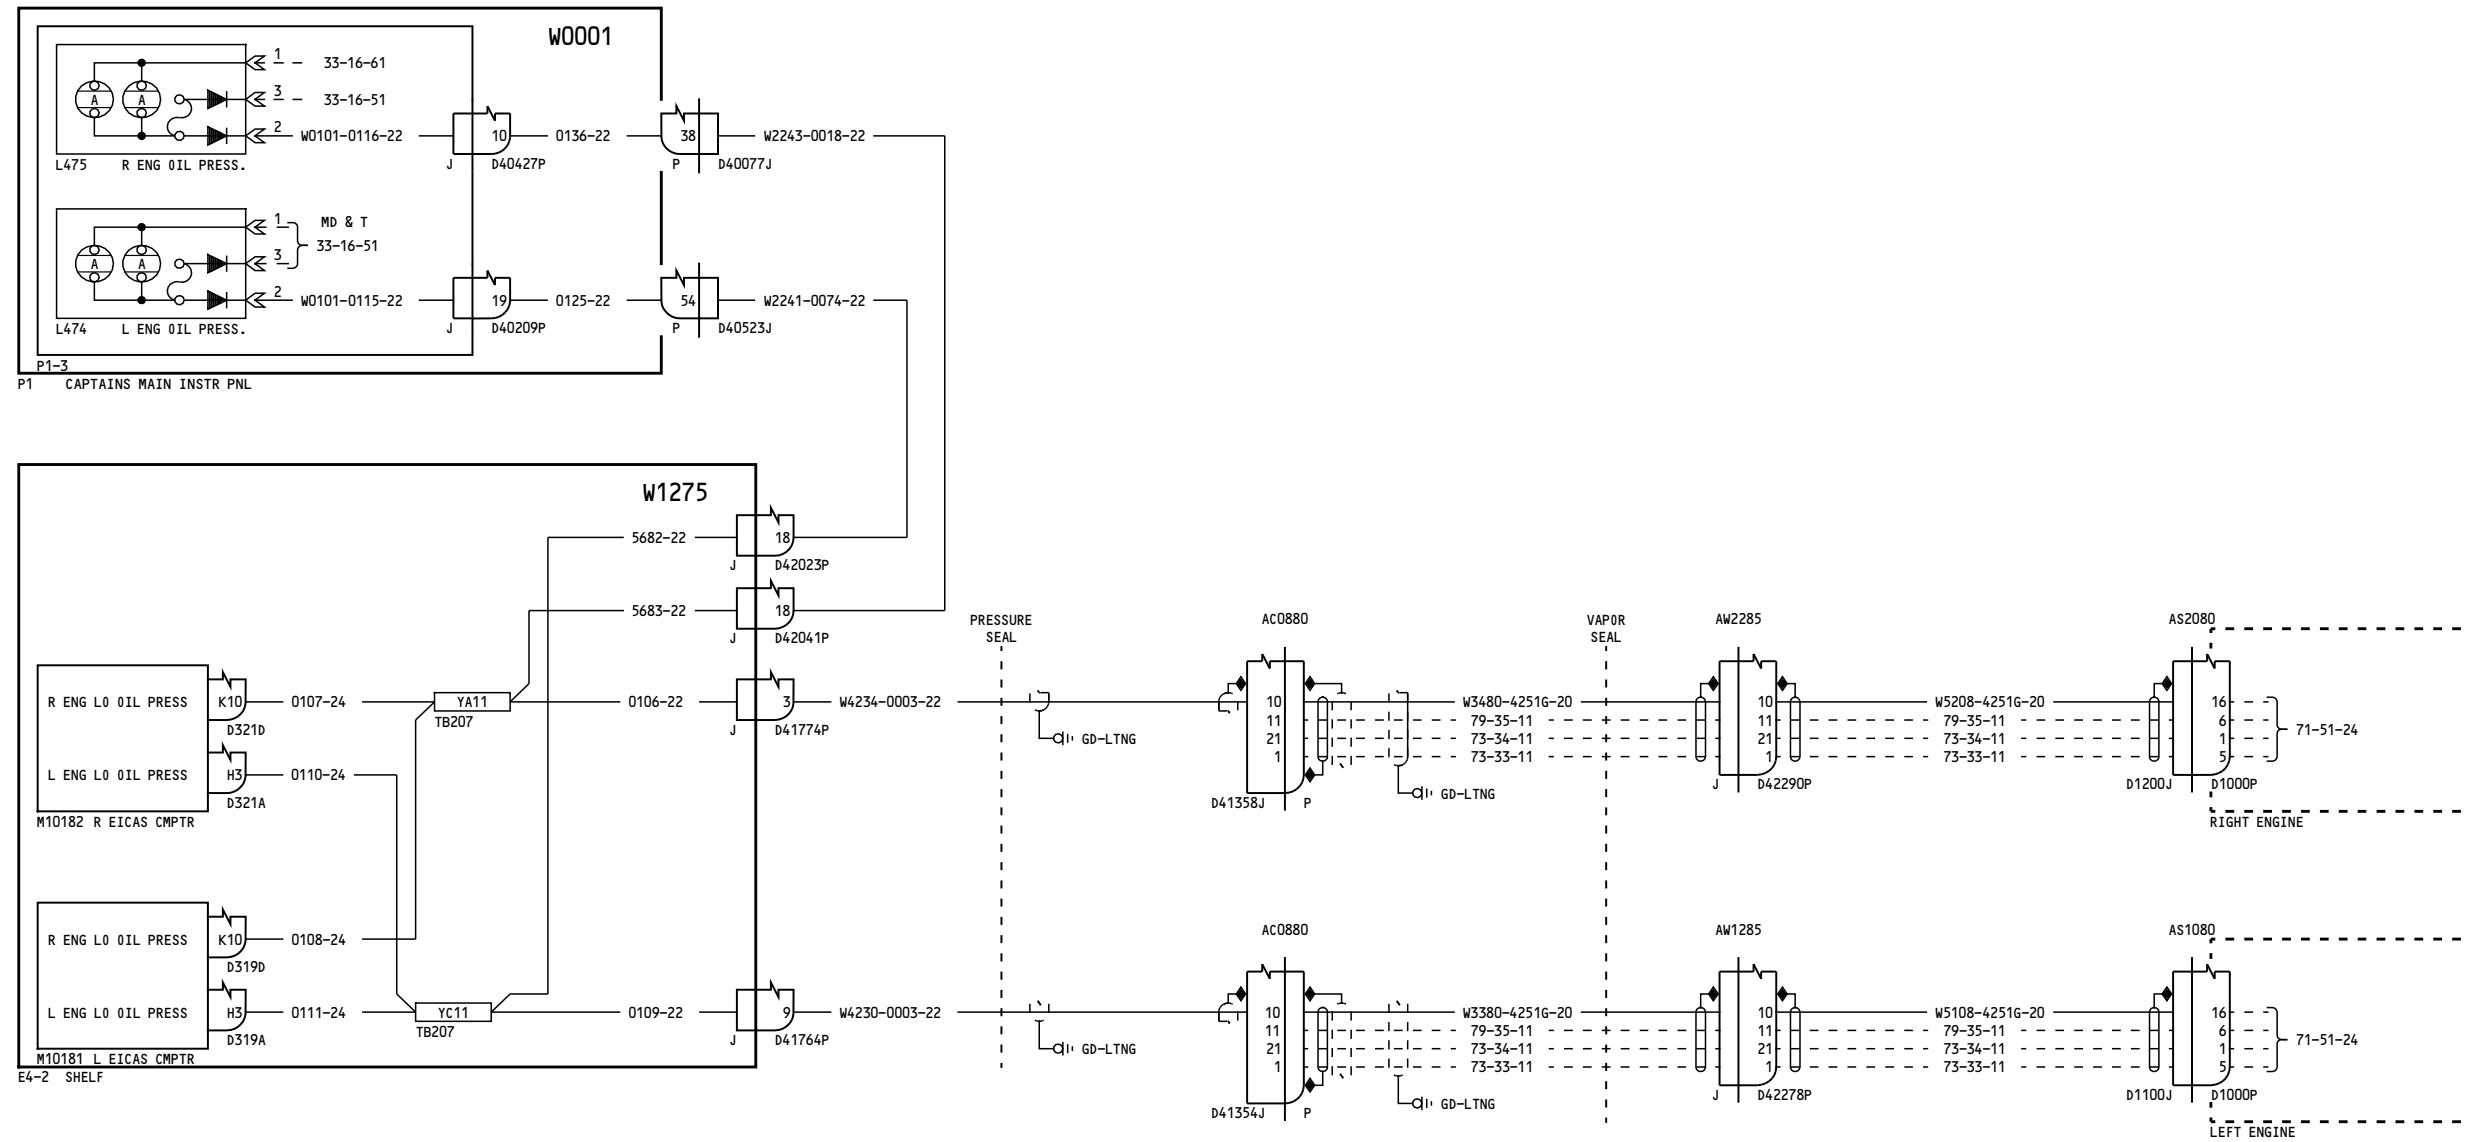 W0001
1 33-16-61
A A
3 33-16-51
2 W0101-0116-22 10 0136-22 38 W2243-0018-22
L475 R ENG OIL PRESS. J D40427P P D40077J
1 MD & T
33-16-51
A A 3
2 W0101-0115-22 19 0125-22 54 W2241-0074-22
L474 L ENG OIL PRESS. J D40209P P D40523J
P1-3
P1 CAPTAINS MAIN INSTR PNL
W1275
5682-22 18
J D42023P
5683-22 18
J D42041P
PRESSURE SEAL
AC0880
VAPOR SEAL
AW2285
AS2080
R ENG LO OIL PRESS K10 0107-24 YA11 0106-22 3 W4234-0003-22 10 W3480-4251G-20 10 W5208-4251G-20 16
D321D TB207 J D41774P
11 79-35-11 11 79-35-11 6
71-51-24
GD-LTNG 21 73-34-11 21 73-34-11 1
1 73-33-11 1 73-33-11 5
L ENG LO OIL PRESS H3 0110-24
D321A
J D42290P D1200J D1000P
GD-LTNG
D41358J P
M10182 R EICAS CMPTR
RIGHT ENGINE
AC0880
AW1285
AS1080
R ENG LO OIL PRESS K10 0108-24
D319D
L ENG LO OIL PRESS H3 0111-24 YC11 0109-22 9 W4230-0003-22 10 W3380-4251G-20 10 W5108-4251G-20 16
D319A TB207 J D41764P
11 79-35-11 11 79-35-11 6
71-51-24
GD-LTNG 21 73-34-11 21 73-34-11 1
1 73-33-11 1 73-33-11 5
M10181 L EICAS CMPTR
E4-2 SHELF
J D42278P D1100J D1000P
GD-LTNG
D41354J P
LEFT ENGINE